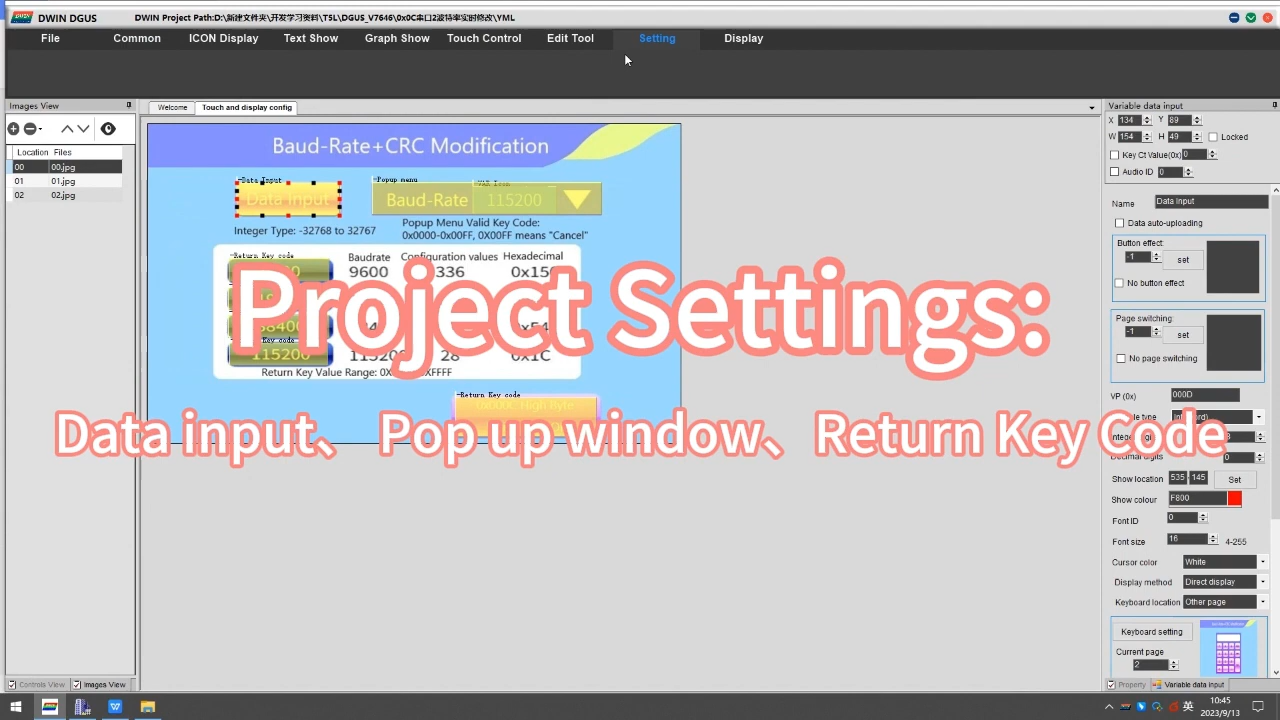 DWIN DGUS DWIN Project Path:D:\新建文件夹\开发学习资料\T5L\DGUS_V7646\0x0C串口2波特率实时修改\YML
File Common ICON Display Text Show Graph Show Touch Control Edit Tool Setting Display
Images View
Welcome Touch and display config
Location Files
00 00.jpg
01 01.jpg
02 02.jpg
Baud-Rate+CRC Modification
Data Input
Popup menu
VAR Icon
Data Input
Baud-Rate 115200
Integer Type: -32768 to 32767
Popup Menu Valid Key Code:
0x0000-0x00FF, 0X00FF means "Cancel"
Return Key code
Baudrate Configuration values Hexadecimal
9600 336
115200 28 0x1C
Return Key Value Range:
Project Settings:
Return Key code
Data input、 Pop up window、Return Key Code
Variable data input
X 134 Y 89
W 154 H 49 Locked
Key Ct Value(0x) 0
Audio ID 0
Name Data Input
Data auto-uploading
Button effect:
-1 set
No button effect
Page switching:
-1 set
No page switching
VP (0x) 000D
0
Show location 535 145 Set
Show colour F800
Font ID 0
Font size 16 4-255
Cursor color White
Display method Direct display
Keyboard location Other page
Keyboard setting
Current page
2
Controls View Images View
Property Variable data input
英
10:45
2023/9/13